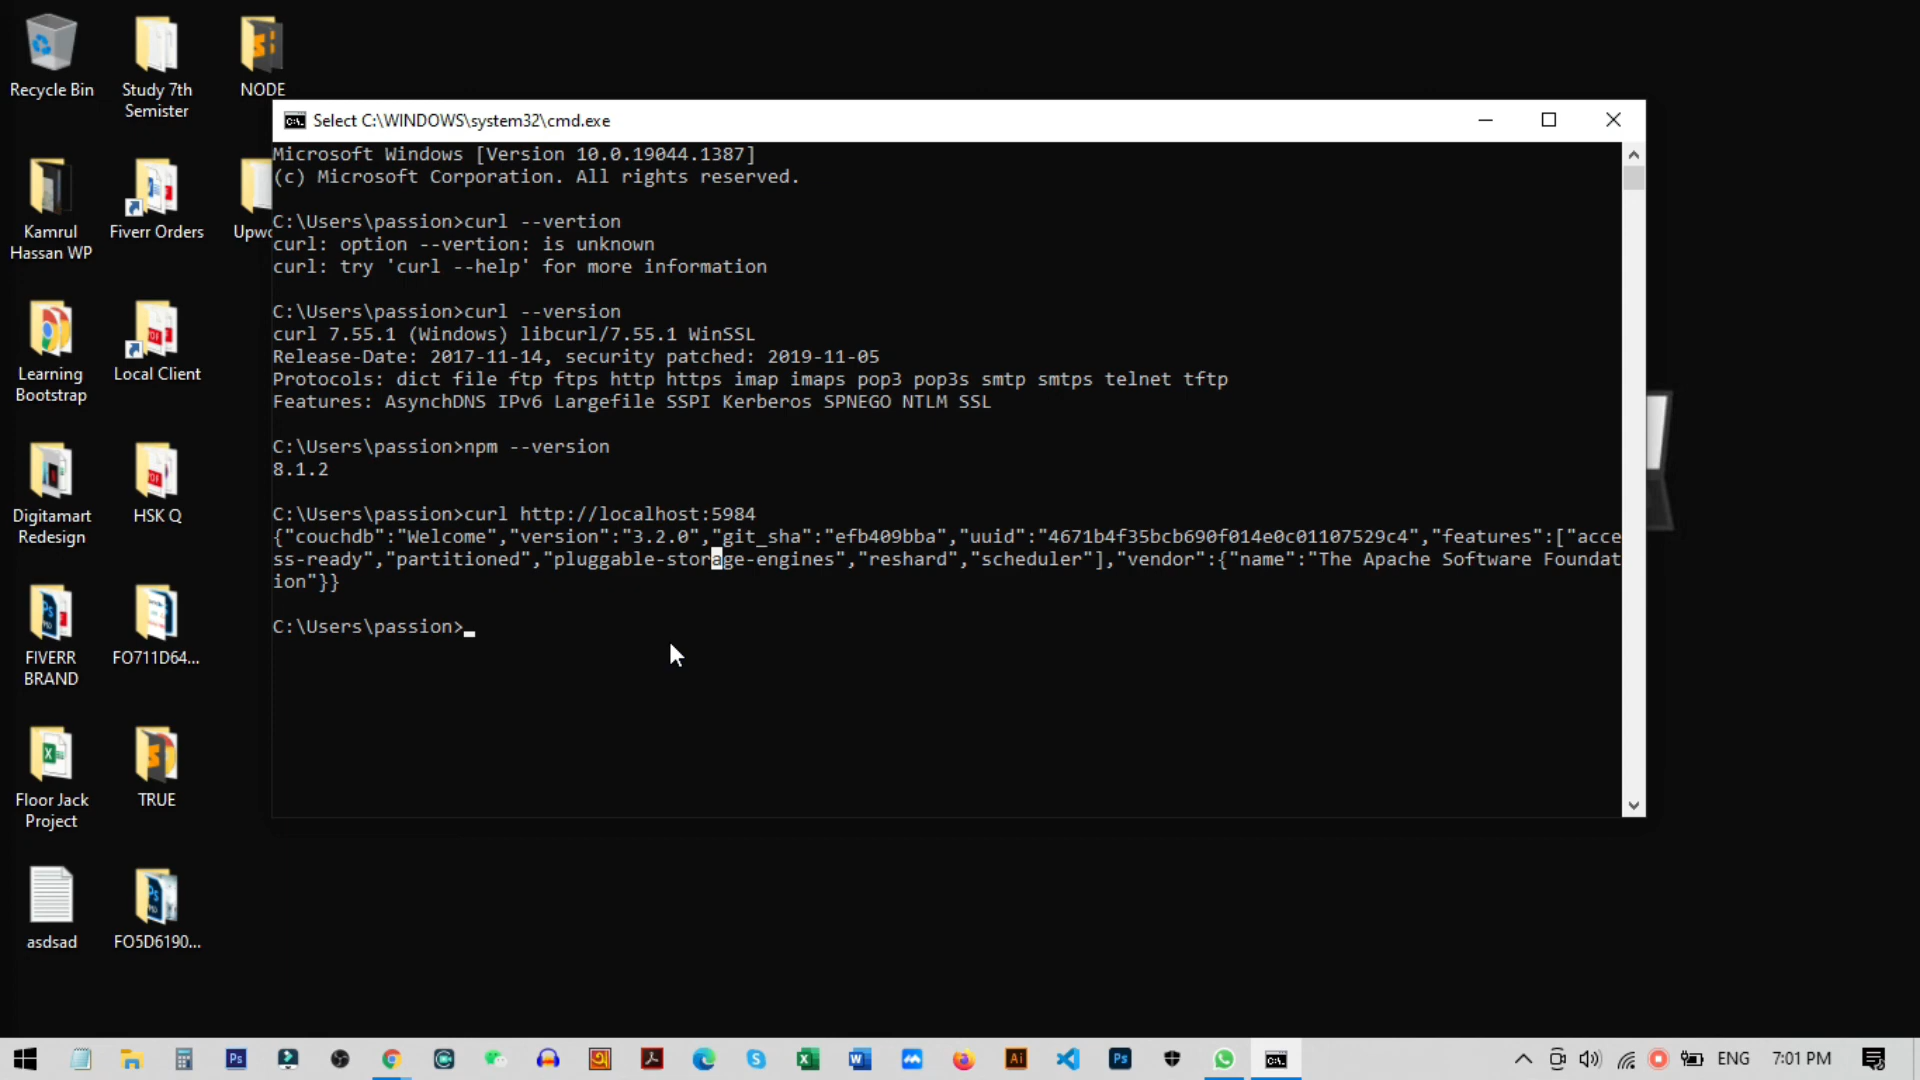 Recycle Bin
Study 7th
Semister
NODE
Kamrul
Hassan WP
Fiverr Orders
Upwo
Learning
Bootstrap
Local Client
Digitamart
Redesign
HSK Q
FIVERR
BRAND
FO711D64...
Floor Jack
Project
TRUE
asdsad
FO5D6190...
Select C:\WINDOWS\system32\cmd.exe
Microsoft Windows [Version 10.0.19044.1387]
(c) Microsoft Corporation. All rights reserved.
C:\Users\passion>curl --vertion
curl: option --vertion: is unknown
curl: try 'curl --help' for more information
C:\Users\passion>curl --version
curl 7.55.1 (Windows) libcurl/7.55.1 WinSSL
Release-Date: 2017-11-14, security patched: 2019-11-05
Protocols: dict file ftp ftps http https imap imaps pop3 pop3s smtp smtps telnet tftp
Features: AsynchDNS IPv6 Largefile SSPI Kerberos SPNEGO NTLM SSL
C:\Users\passion>npm --version
8.1.2
C:\Users\passion>curl http://localhost:5984
{"couchdb":"Welcome","version":"3.2.0","git_sha":"efb409bba","uuid":"4671b4f35bcb690f014e0c01107529c4","features":["acce
ss-ready","partitioned","pluggable-storage-engines","reshard","scheduler"],"vendor":{"name":"The Apache Software Foundat
ion"}}
C:\Users\passion>_
ENG
7:01 PM